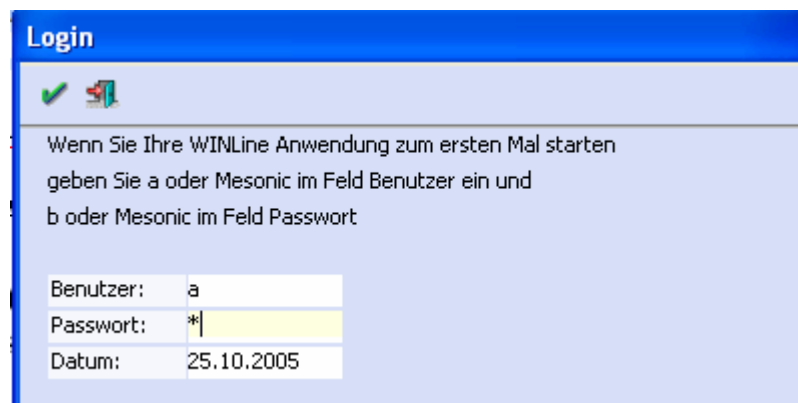 Login
Wenn Sie Ihre WINLine Anwendung zum ersten Mal starten
geben Sie a oder Mesonic im Feld Benutzer ein und
b oder Mesonic im Feld Passwort
Benutzer: a
Passwort: *
Datum: 25.10.2005